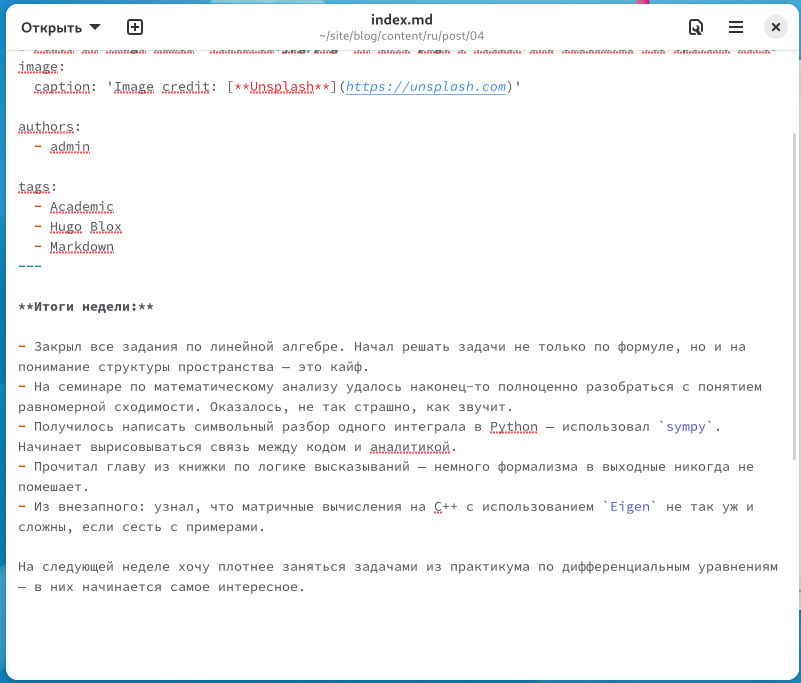 Открыть
index.md
~/site/blog/content/ru/post/04
image:
caption: 'Image credit: [**Unsplash**](https://unsplash.com)'
authors:
- admin
tags:
- Academic
- Hugo Blox
- Markdown
---
**Итоги недели:**
- Закрыл все задания по линейной алгебре. Начал решать задачи не только по формуле, но и на
понимание структуры пространства — это кайф.
- На семинаре по математическому анализу удалось наконец-то полноценно разобраться с понятием
равномерной сходимости. Оказалось, не так страшно, как звучит.
- Получилось написать символьный разбор одного интеграла в Python — использовал `sympy`.
Начинает вырисовываться связь между кодом и аналитикой.
- Прочитал главу из книжки по логике высказываний — немного формализма в выходные никогда не
помешает.
- Из внезапного: узнал, что матричные вычисления на C++ с использованием `Eigen` не так уж и
сложны, если сесть с примерами.
На следующей неделе хочу плотнее заняться задачами из практикума по дифференциальным уравнениям
— в них начинается самое интересное.